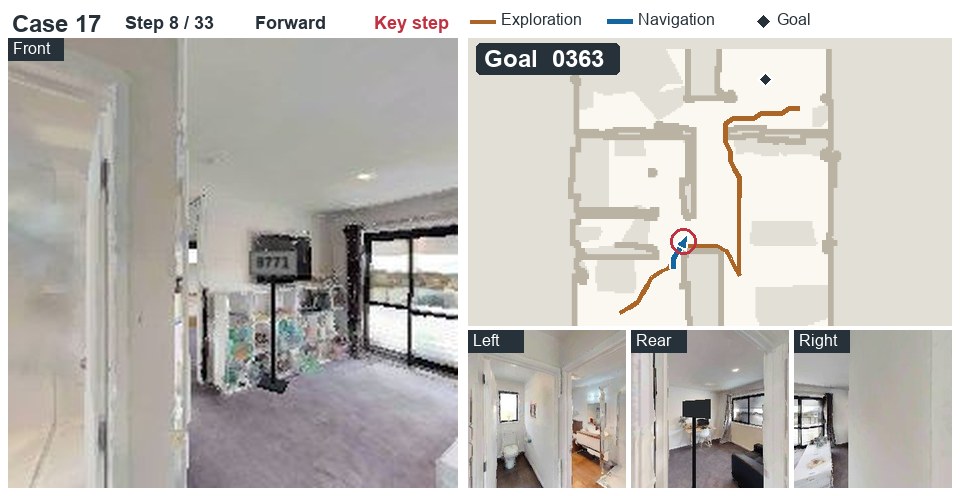 Case 17 Step 8 / 33 Forward Key step
Exploration Navigation Goal
Front
Goal 0363
9771
Left
Rear
Right